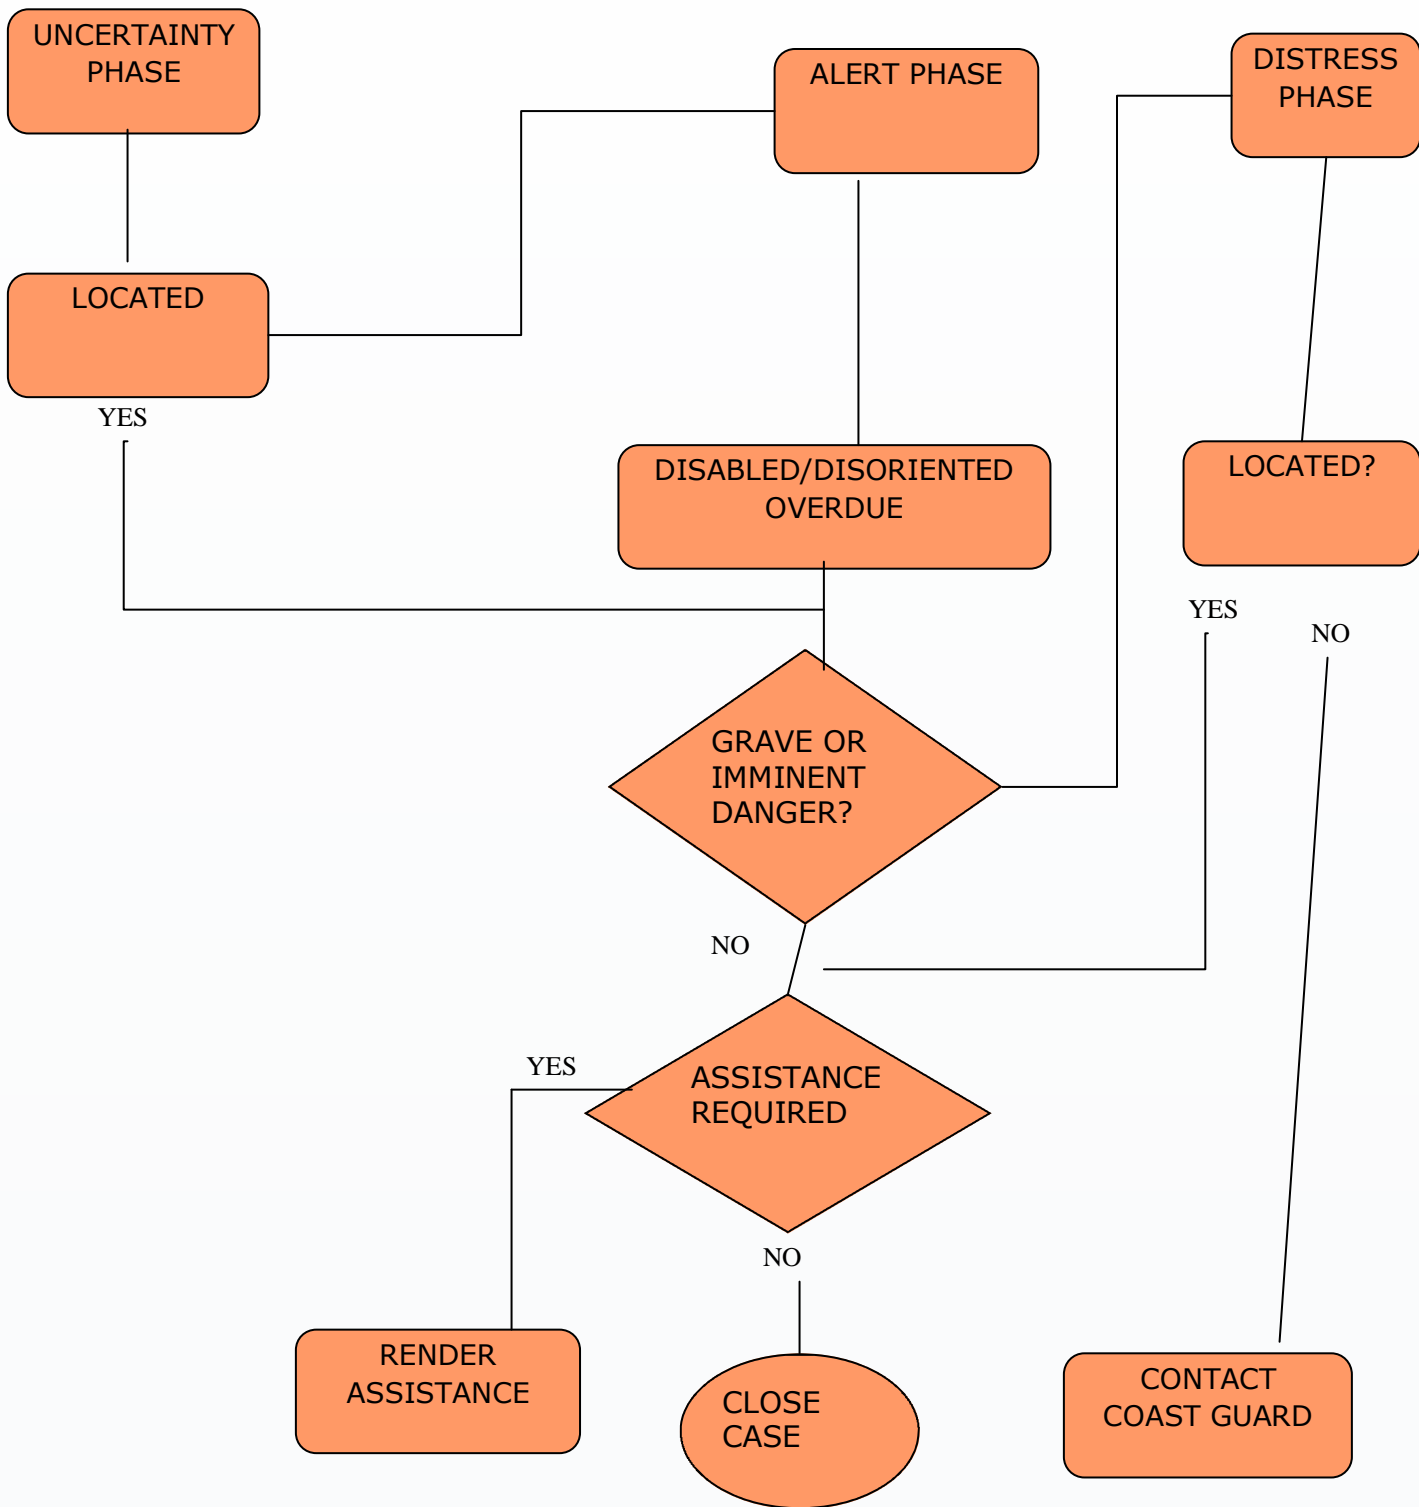 UNCERTAINTY
PHASE
ALERT PHASE
DISTRESS
PHASE
LOCATED
YES
DISABLED/DISORIENTED
OVERDUE
LOCATED?
YES
NO
GRAVE OR
IMMINENT
DANGER?
NO
YES
ASSISTANCE
REQUIRED
NO
RENDER
ASSISTANCE
CLOSE
CASE
CONTACT
COAST GUARD